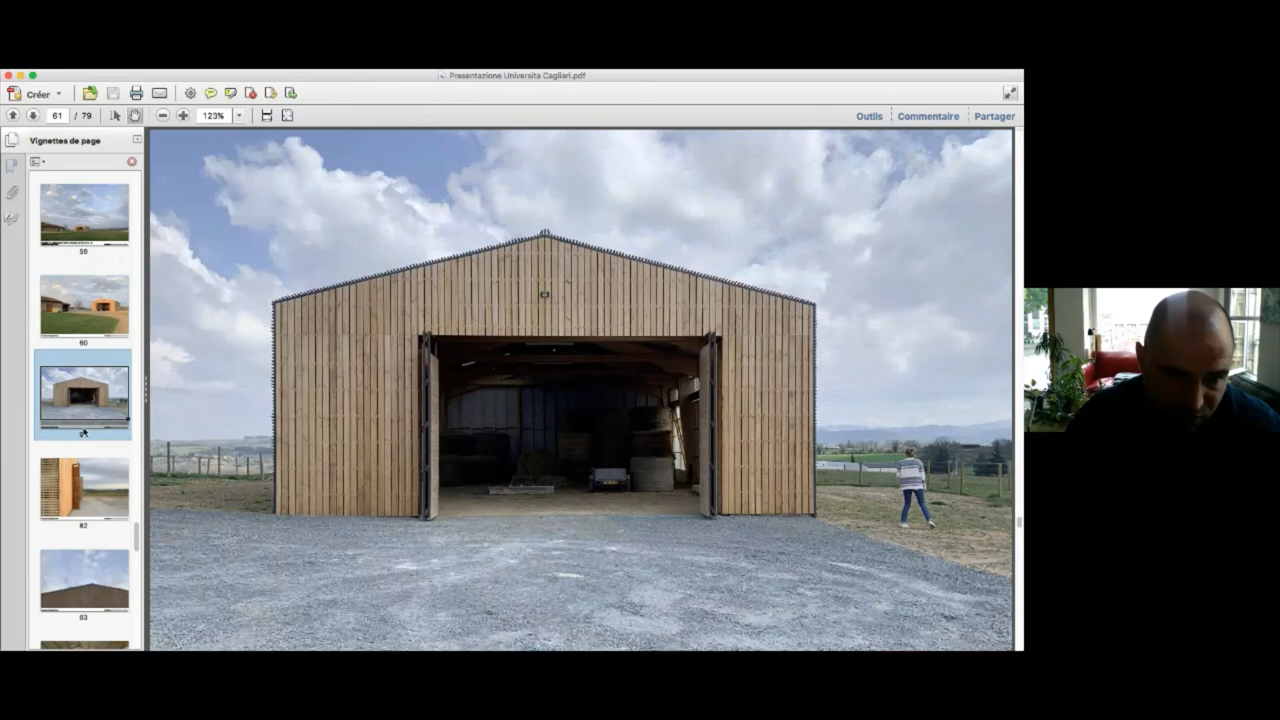 Presentazione Universita Cagliari.pdf
Créer
61 / 79
123%
Outils
Commentaire
Partager
Vignettes de page
59
60
62
63